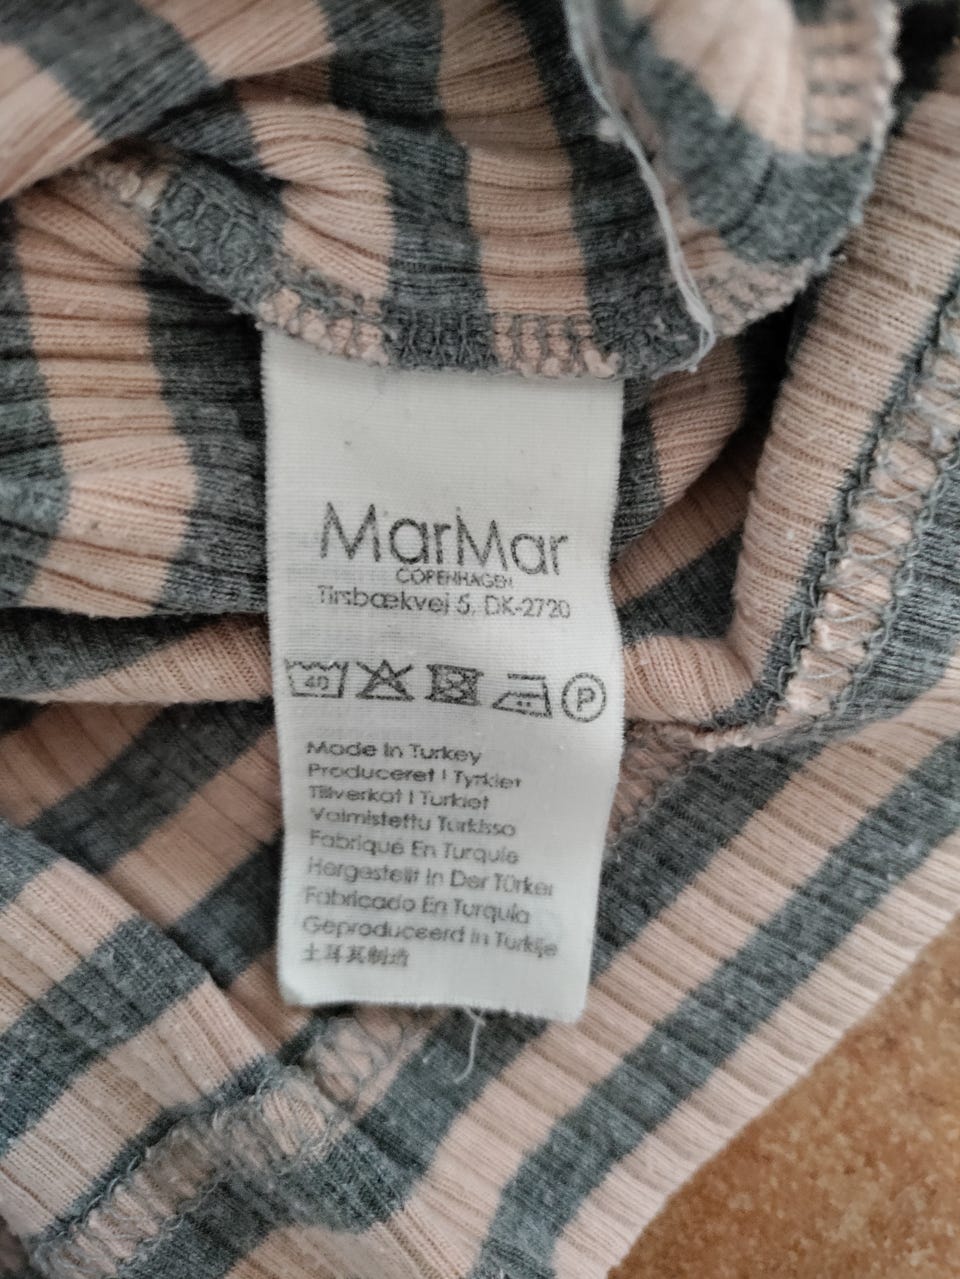 MarMar
COPENHAGEN
Tirsbækvej 5, DK-2720
40 P
Made In Turkey
Produceret I Tyrkiet
Tillverkat I Turkiet
Valmistettu Turkissa
Fabriqué En Turquie
Hergestellt In Der Türkei
Fabricado En Turquía
Geproduceerd In Turkije
土耳其制造